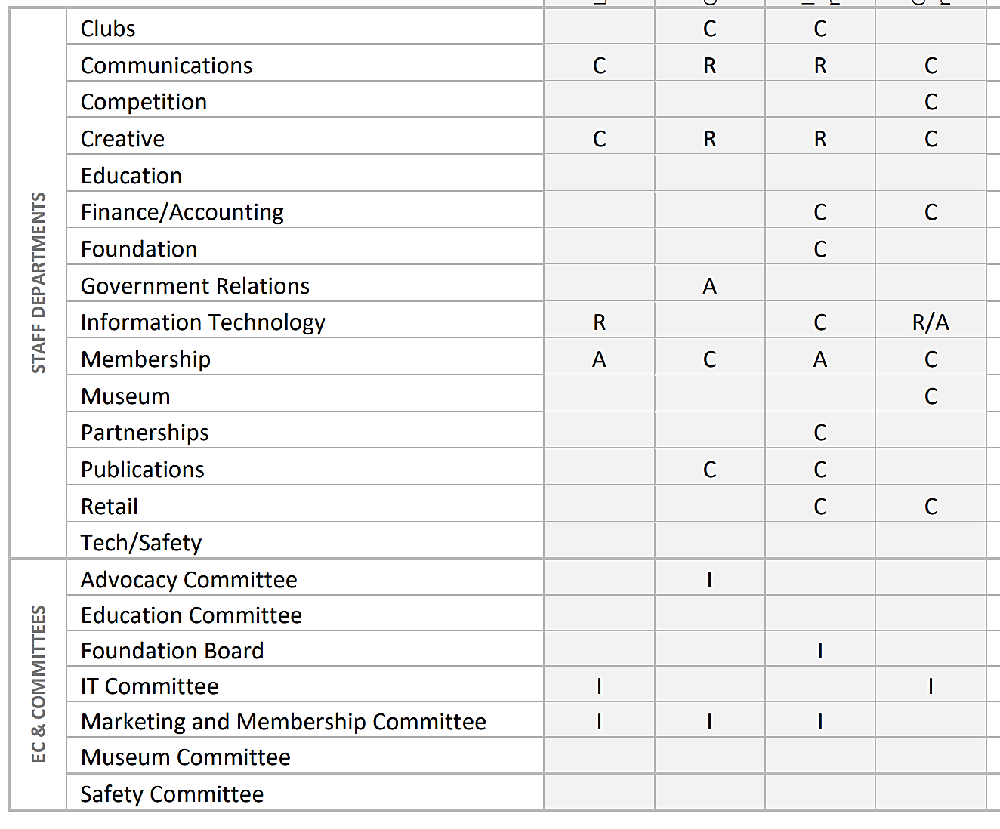 STAFF DEPARTMENTS
Clubs C C
Communications C R R C
Competition C
Creative C R R C
Education
Finance/Accounting C C
Foundation C
Government Relations A
Information Technology R C R/A
Membership A C A C
Museum C
Partnerships C
Publications C C
Retail C C
Tech/Safety
EC & COMMITTEES
Advocacy Committee I
Education Committee
Foundation Board I
IT Committee I I
Marketing and Membership Committee I I I
Museum Committee
Safety Committee